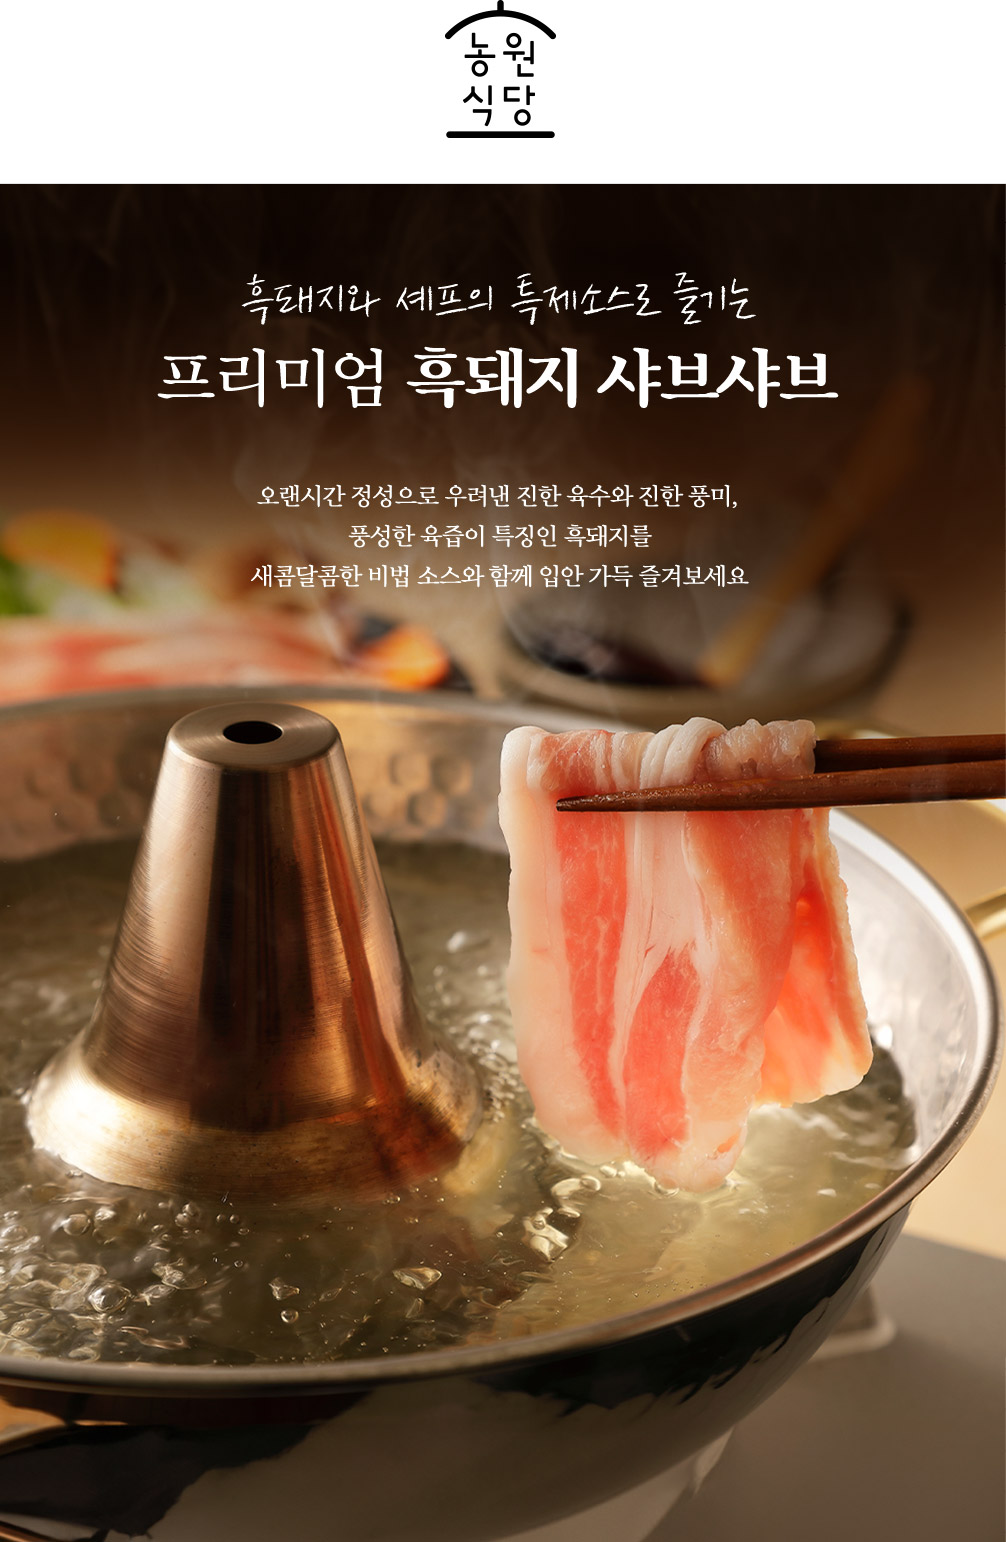 농원
식당
흑돼지와 셰프의 특제소스로 즐기는
프리미엄 흑돼지 샤브샤브
오랜시간 정성으로 우려낸 진한 육수와 진한 풍미,
풍성한 육즙이 특징인 흑돼지를
새콤달콤한 비법 소스와 함께 입안 가득 즐겨보세요